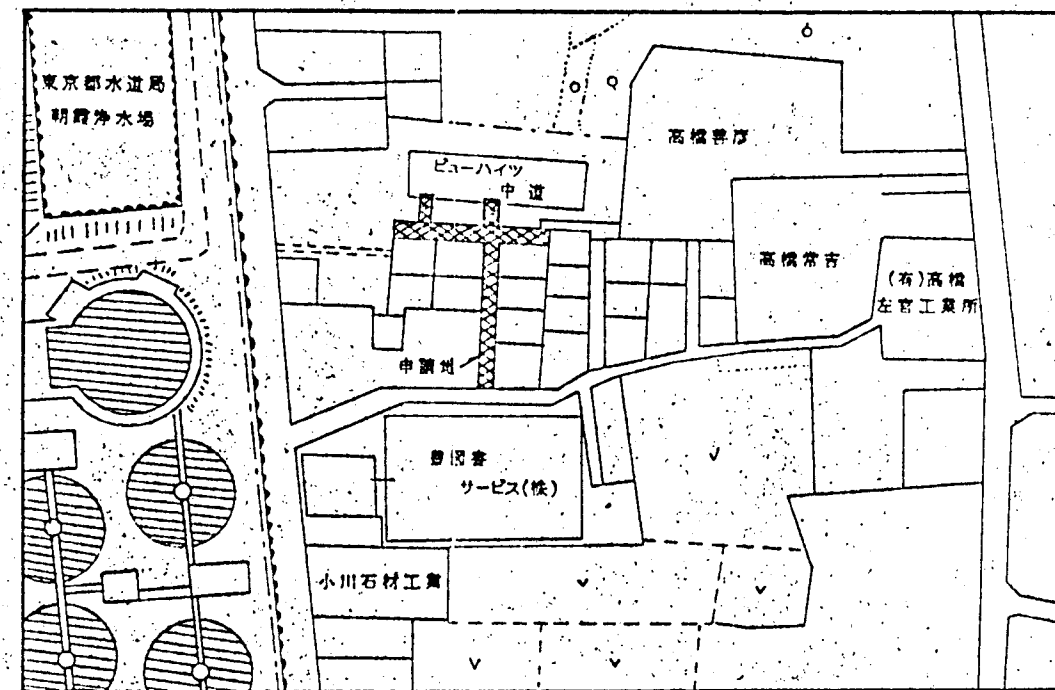 東京都水道局
朝霞浄水場
ビューハイツ
中道
高橋善彦
高橋常吉
(有)高橋
左官工業所
申請地
サービス(株)
小川石材工業